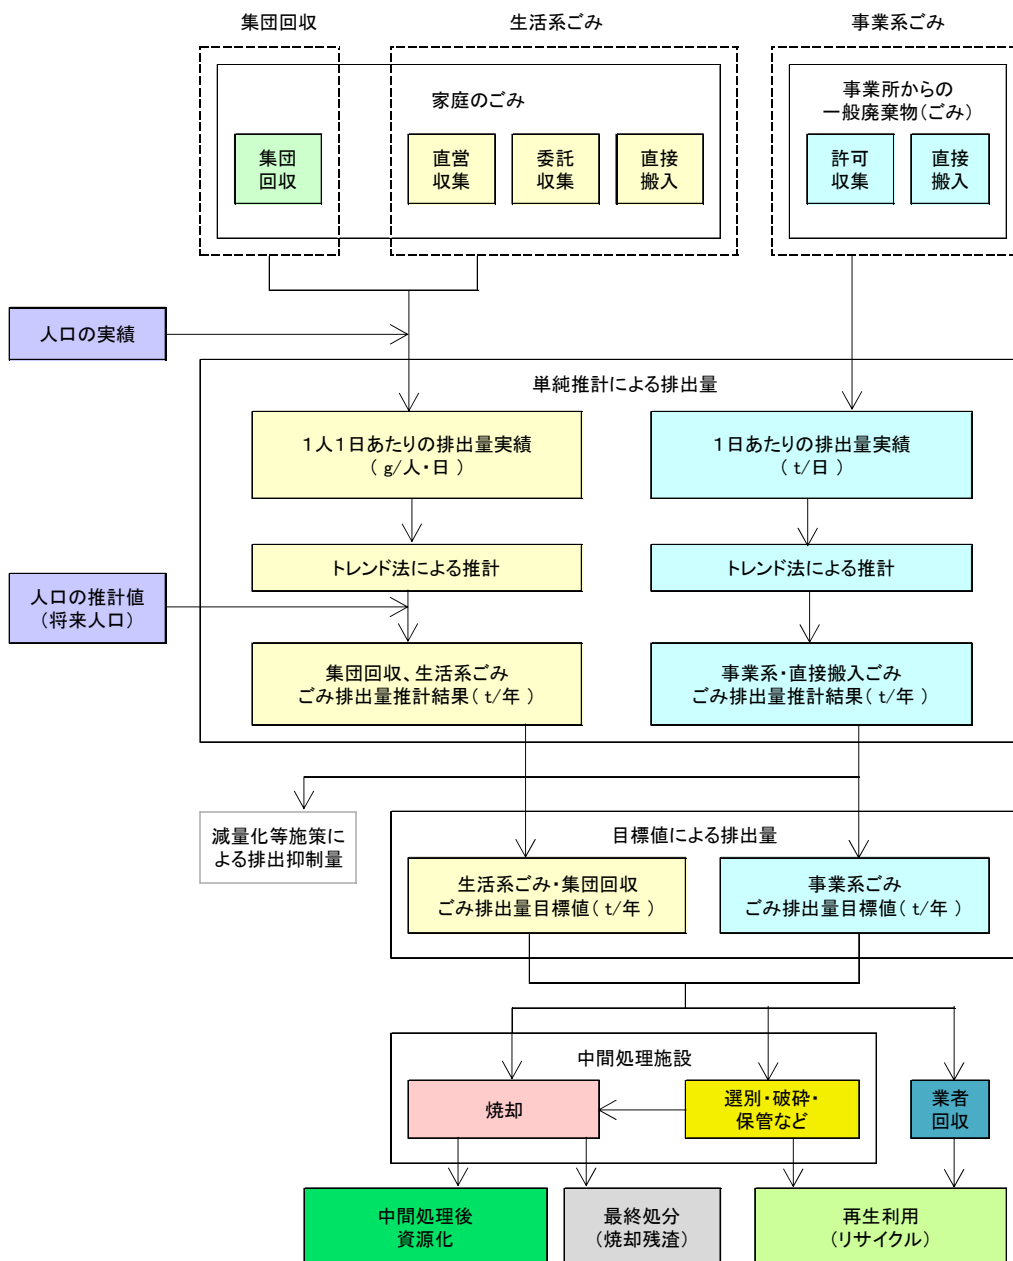 集団回収
生活系ごみ
事業系ごみ
家庭のごみ
事業所からの
一般廃棄物(ごみ)
集団
回収
直営
収集
委託
収集
直接
搬入
許可
収集
直接
搬入
人口の実績
単純推計による排出量
1人1日あたりの排出量実績
(g/人・日)
1日あたりの排出量実績
(t/日)
トレンド法による推計
トレンド法による推計
人口の推計値
(将来人口)
集団回収、生活系ごみ
ごみ排出量推計結果(t/年)
事業系・直接搬入ごみ
ごみ排出量推計結果(t/年)
減量化等施策に
よる排出抑制量
目標値による排出量
生活系ごみ・集団回収
ごみ排出量目標値(t/年)
事業系ごみ
ごみ排出量目標値(t/年)
中間処理施設
焼却
選別・破砕・
保管など
業者
回収
中間処理後
資源化
最終処分
(焼却残渣)
再生利用
(リサイクル)